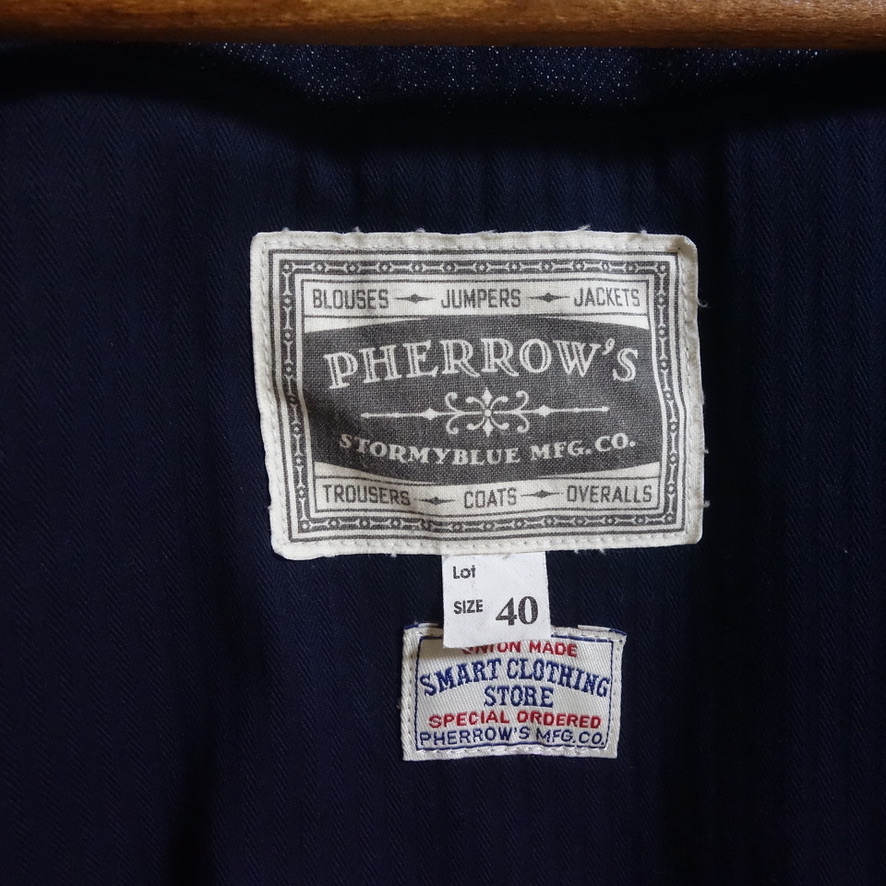 BLOUSES JUMPERS JACKETS
PHERROW'S
STORMYBLUE MFG. CO.
TROUSERS COATS OVERALLS
Lot
SIZE 40
UNION MADE
SMART CLOTHING
STORE
SPECIAL ORDERED
PHERROW'S MFG. CO.